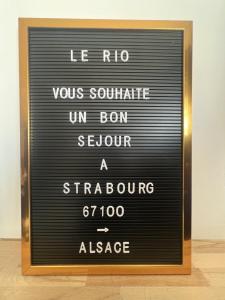 LE RIO
VOUS SOUHAITE
UN BON
SEJOUR
A
STRABOURG
67100
→
ALSACE